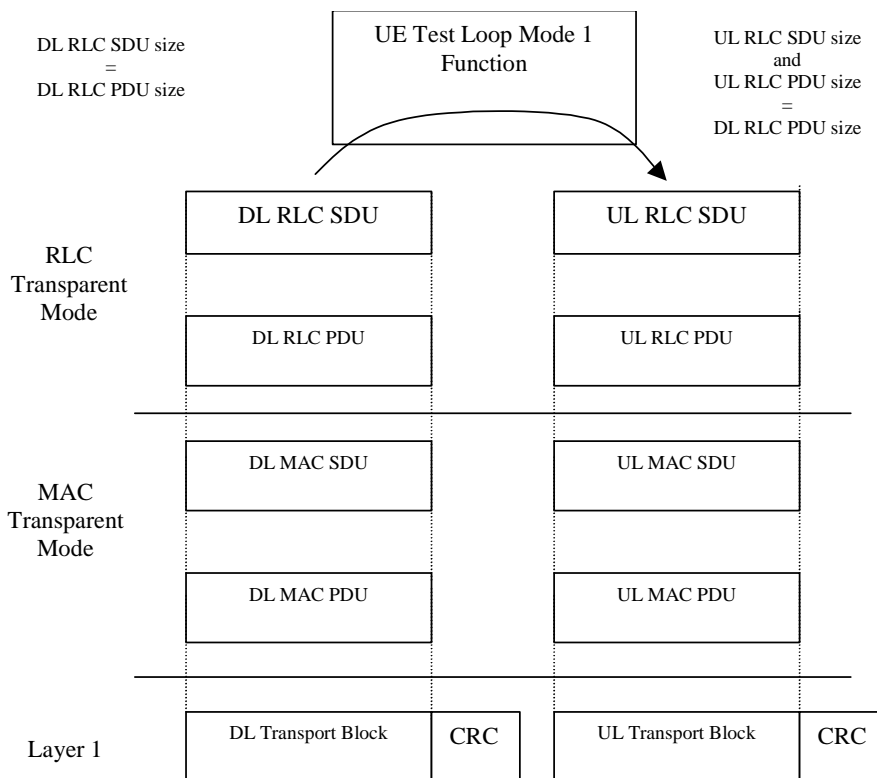 DL RLC SDU size
=
DL RLC PDU size
UE Test Loop Mode 1
Function
UL RLC SDU size
and
UL RLC PDU size
=
DL RLC PDU size
RLC
Transparent
Mode
DL RLC SDU
UL RLC SDU
DL RLC PDU
UL RLC PDU
MAC
Transparent
Mode
DL MAC SDU
UL MAC SDU
DL MAC PDU
UL MAC PDU
Layer 1
DL Transport Block
CRC
UL Transport Block
CRC